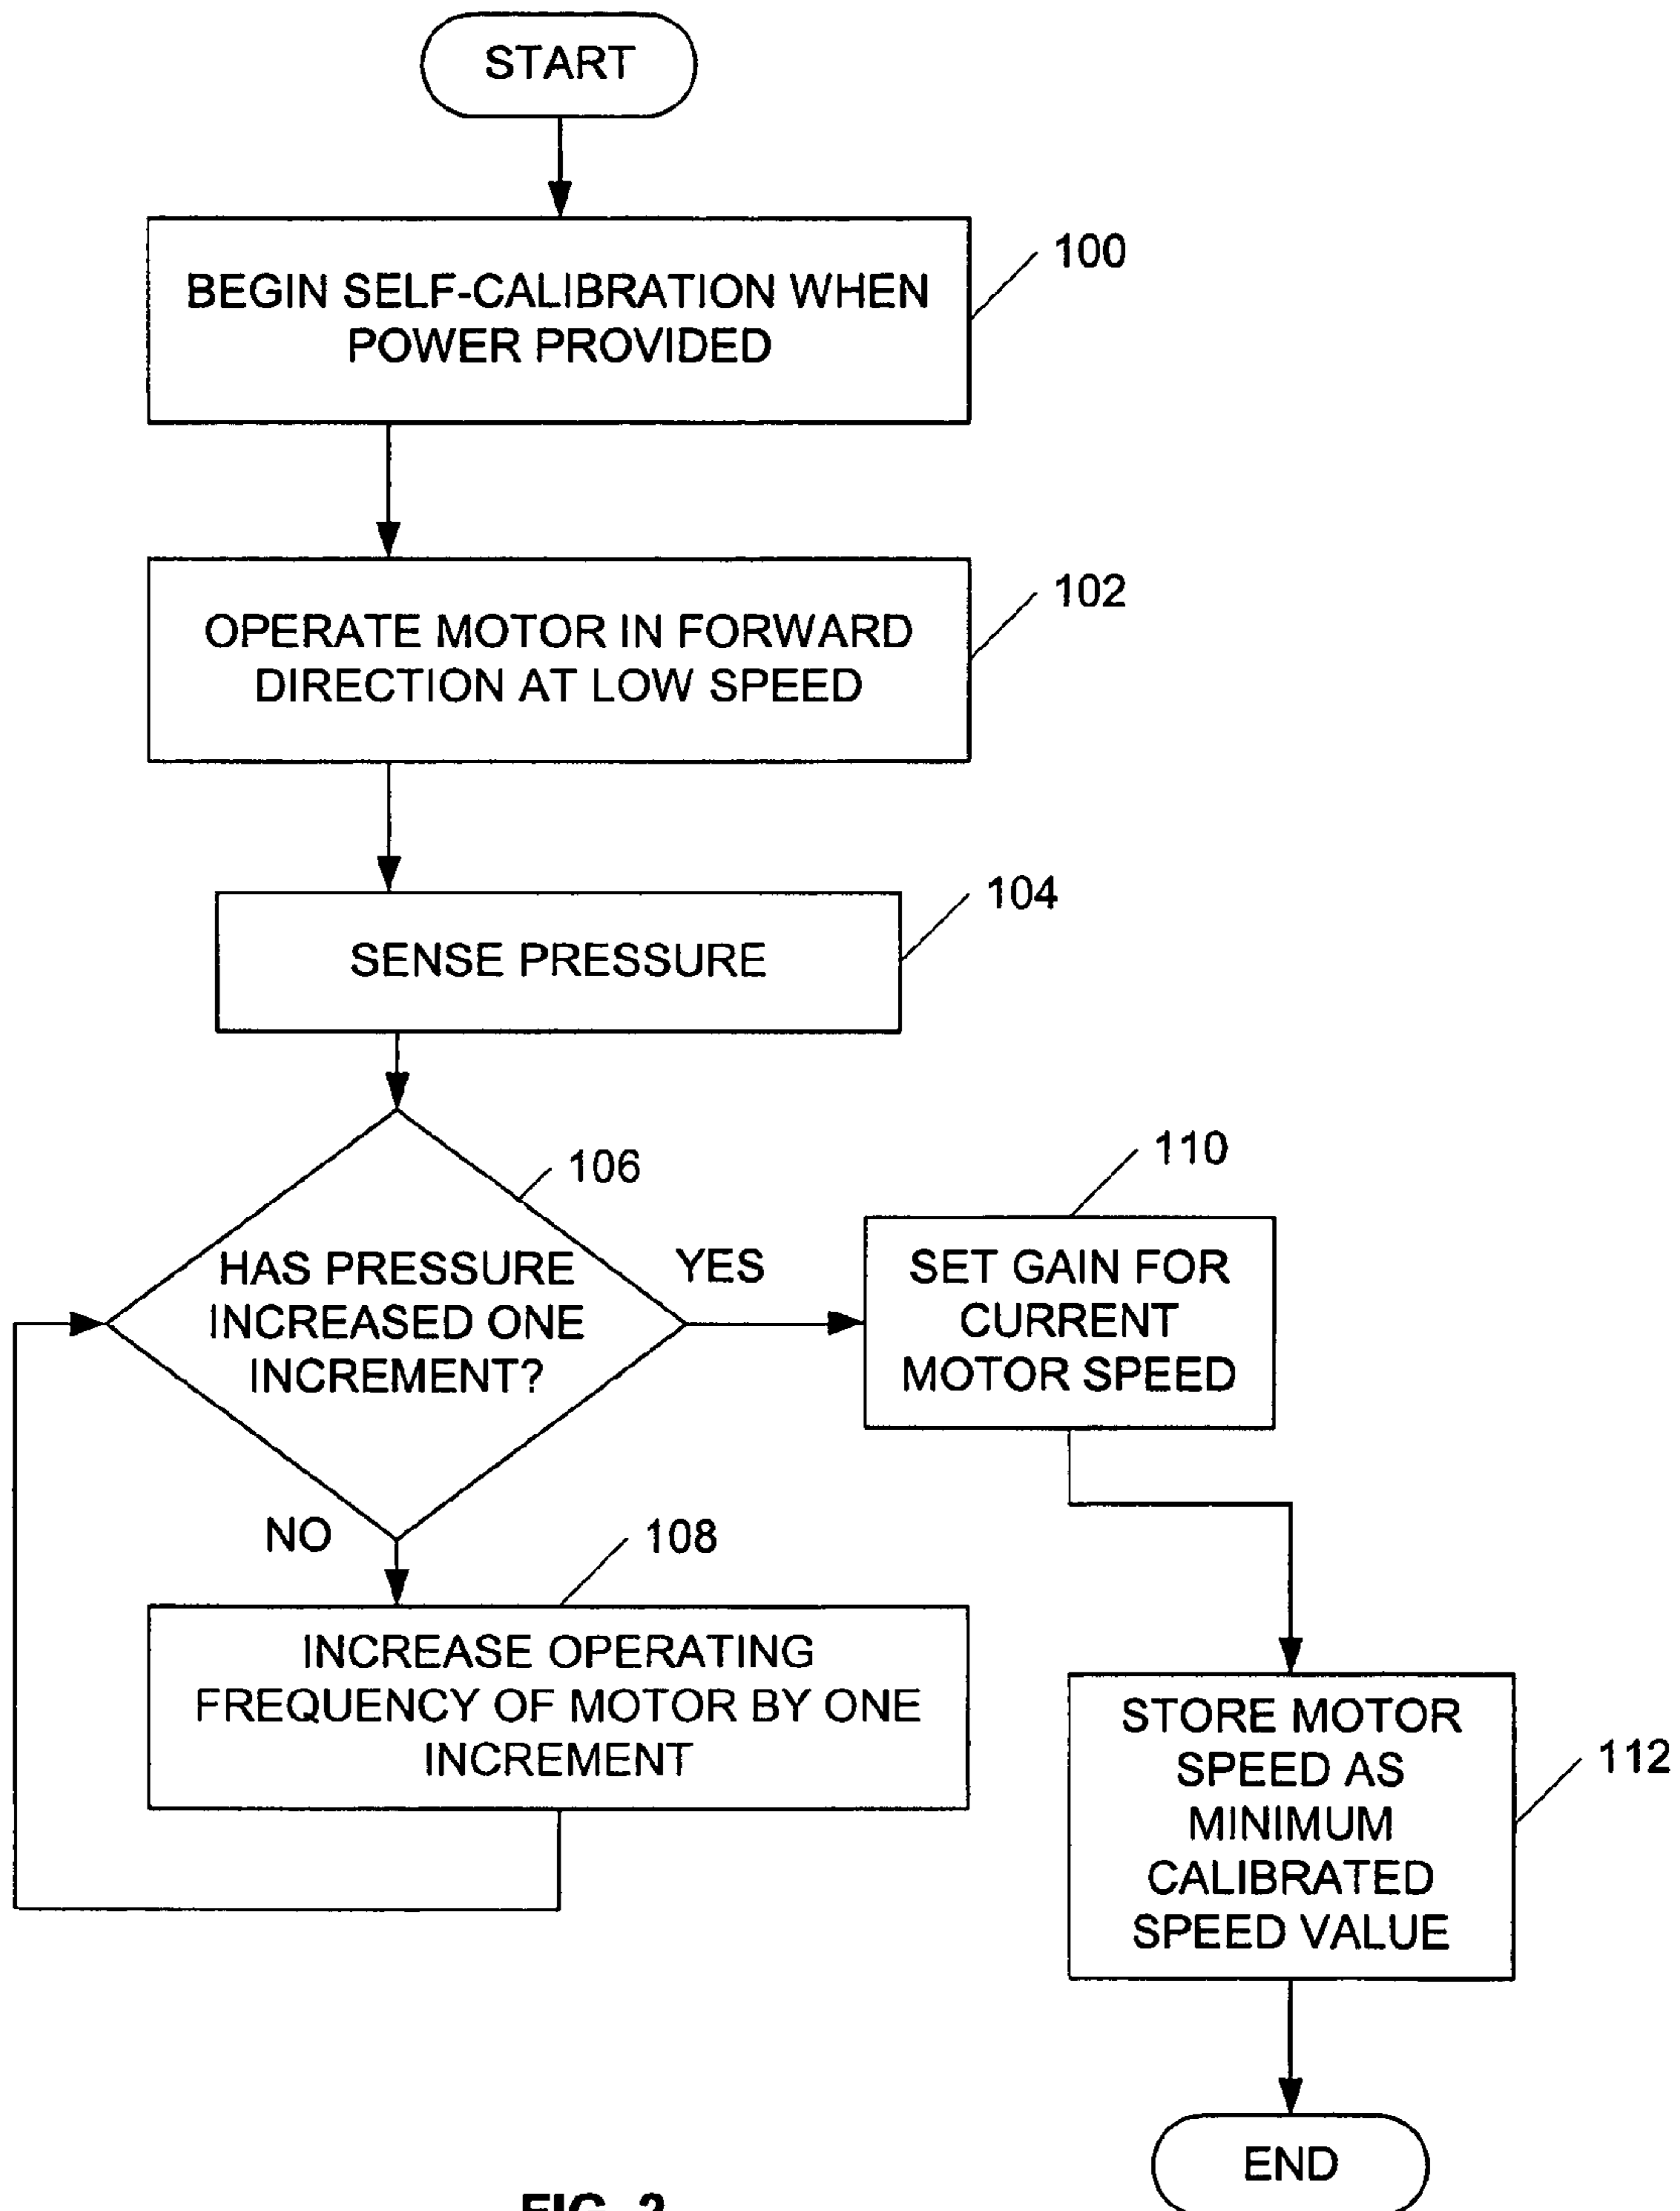 START
BEGIN SELF-CALIBRATION WHEN
POWER PROVIDED
100
OPERATE MOTOR IN FORWARD
DIRECTION AT LOW SPEED
102
SENSE PRESSURE
104
HAS PRESSURE
INCREASED ONE
INCREMENT?
106
YES
SET GAIN FOR
CURRENT
MOTOR SPEED
110
NO
INCREASE OPERATING
FREQUENCY OF MOTOR BY ONE
INCREMENT
108
STORE MOTOR
SPEED AS
MINIMUM
CALIBRATED
SPEED VALUE
112
END
FIG. 2